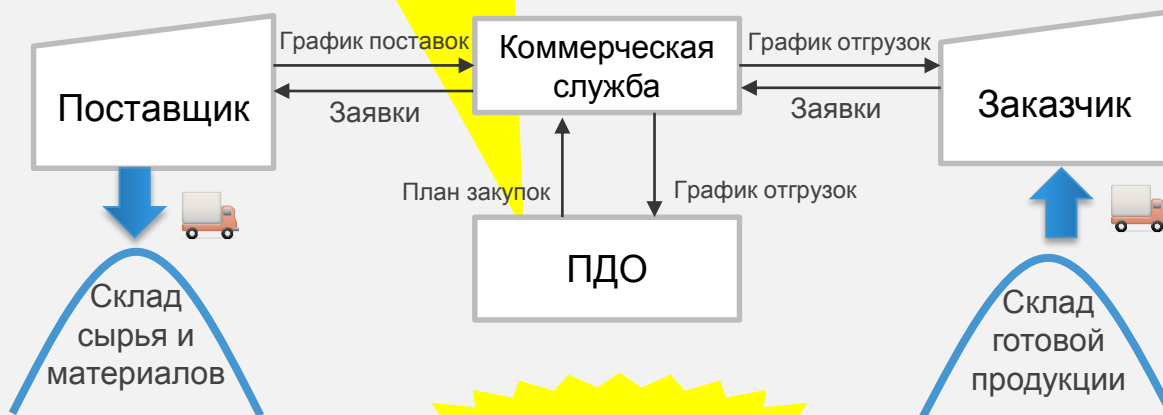 График поставок
Коммерческая
служба
График отгрузок
Поставщик
Заявки
Заявки
Заказчик
План закупок
График отгрузок
ПДО
Склад
сырья и
материалов
Склад
готовой
продукции